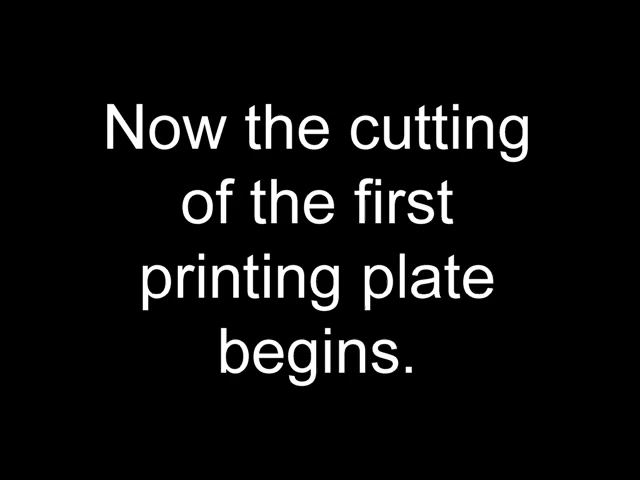 Now the cutting
of the first
printing plate
begins.